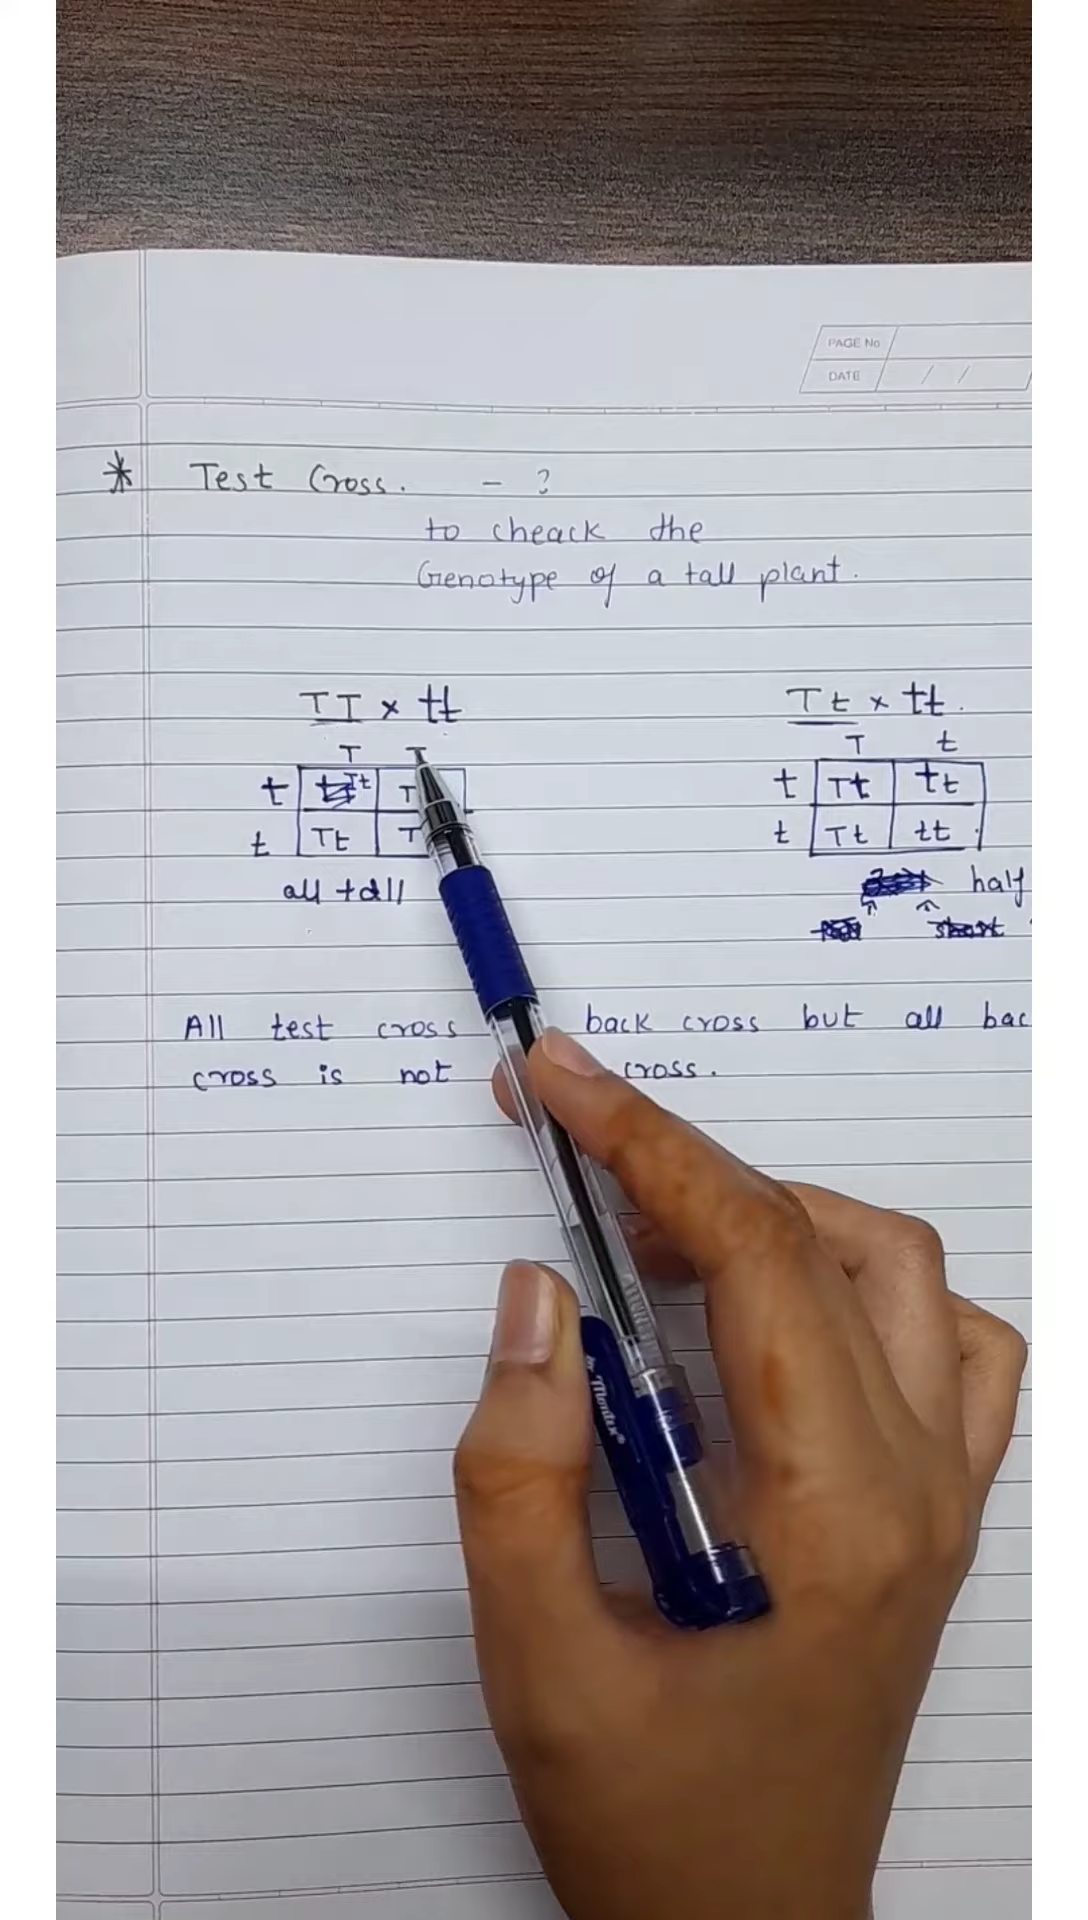 PAGE No
DATE / /
* Test Cross. - ?
to cheack the
Genotype of a tall plant.
TT × tt
T T
t Tt T
t Tt T
all tall
Tt × tt.
T t
t Tt tt
t Tt tt
half
short
All test cross back cross but all bac
cross is not cross.
Montex®